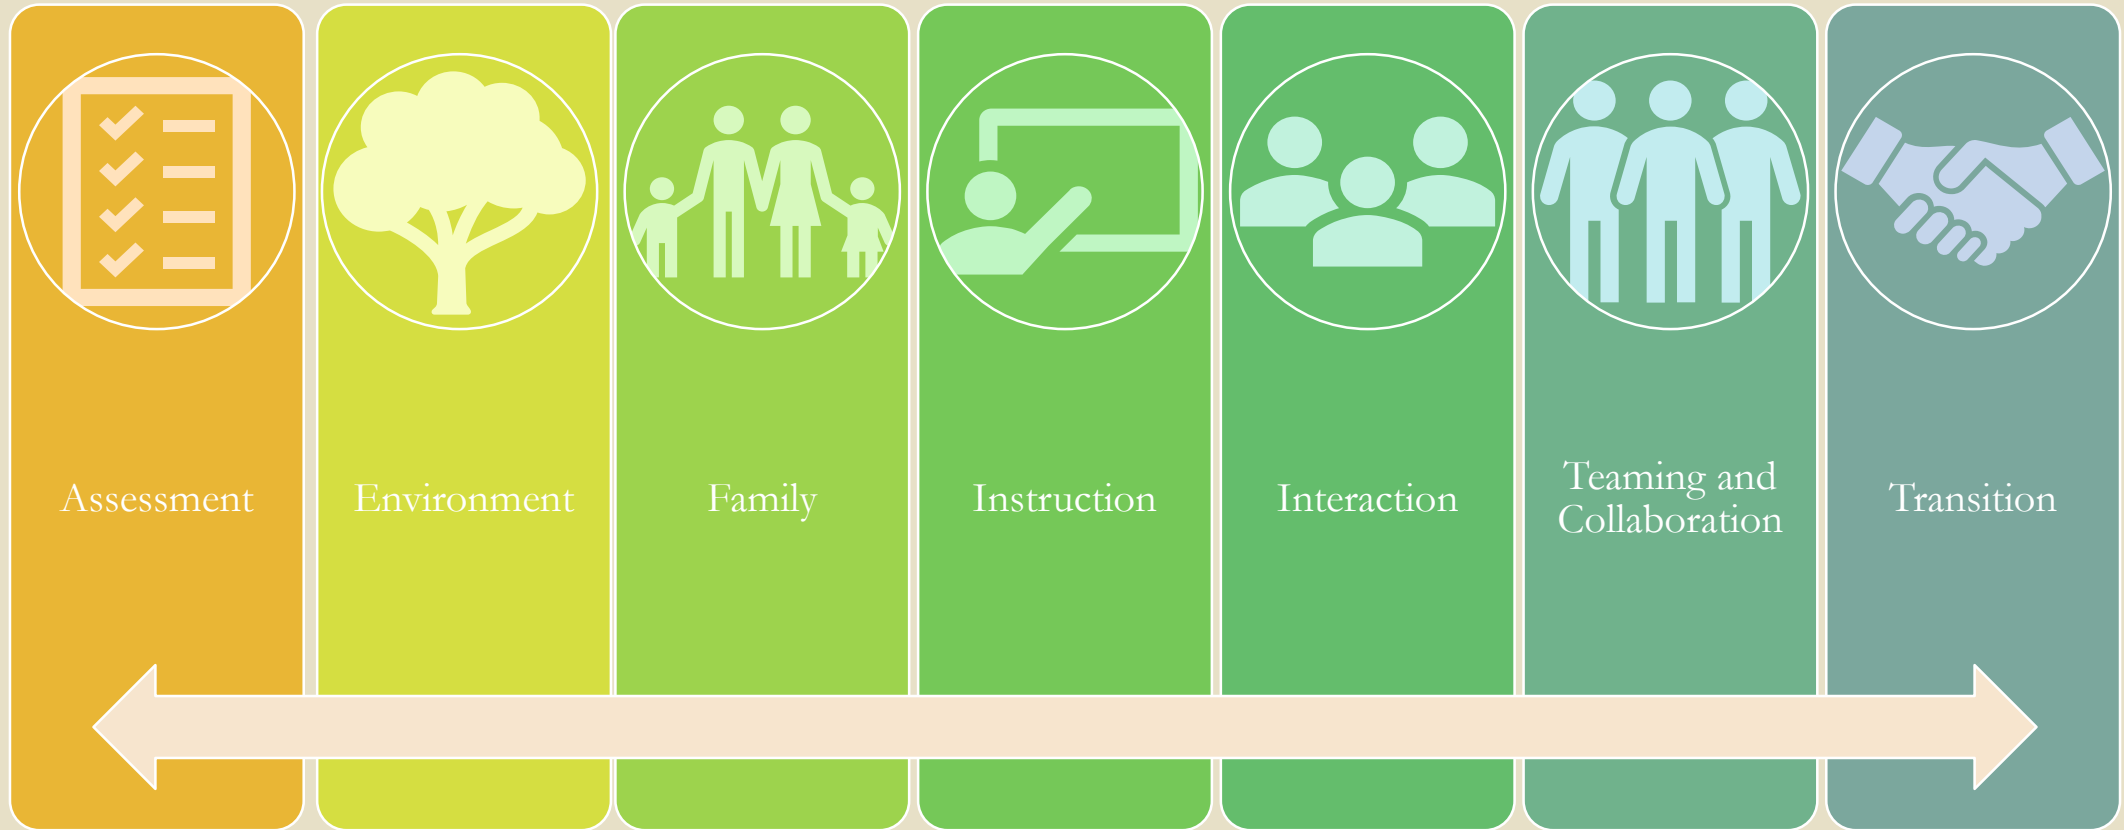 Assessment
Environment
Family
Instruction
Interaction
Teaming and
Collaboration
Transition